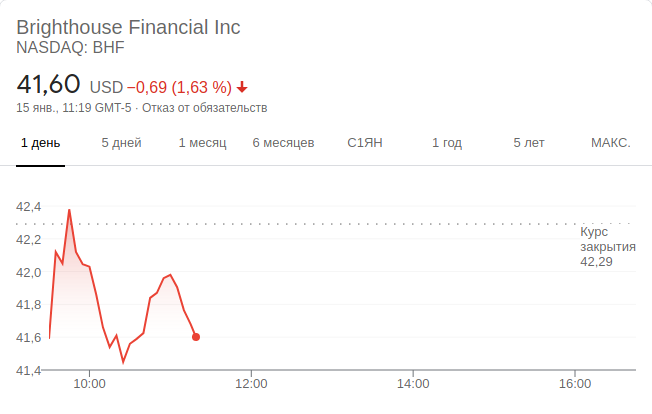 Brighthouse Financial Inc
NASDAQ: BHF
41,60 USD −0,69 (1,63 %)
15 янв., 11:19 GMT-5 · Отказ от обязательств
1 день 5 дней 1 месяц 6 месяцев С1ЯН 1 год 5 лет МАКС.
42,4
42,2
42,0
41,8
41,6
41,4
Курс
закрытия
42,29
10:00 12:00 14:00 16:00